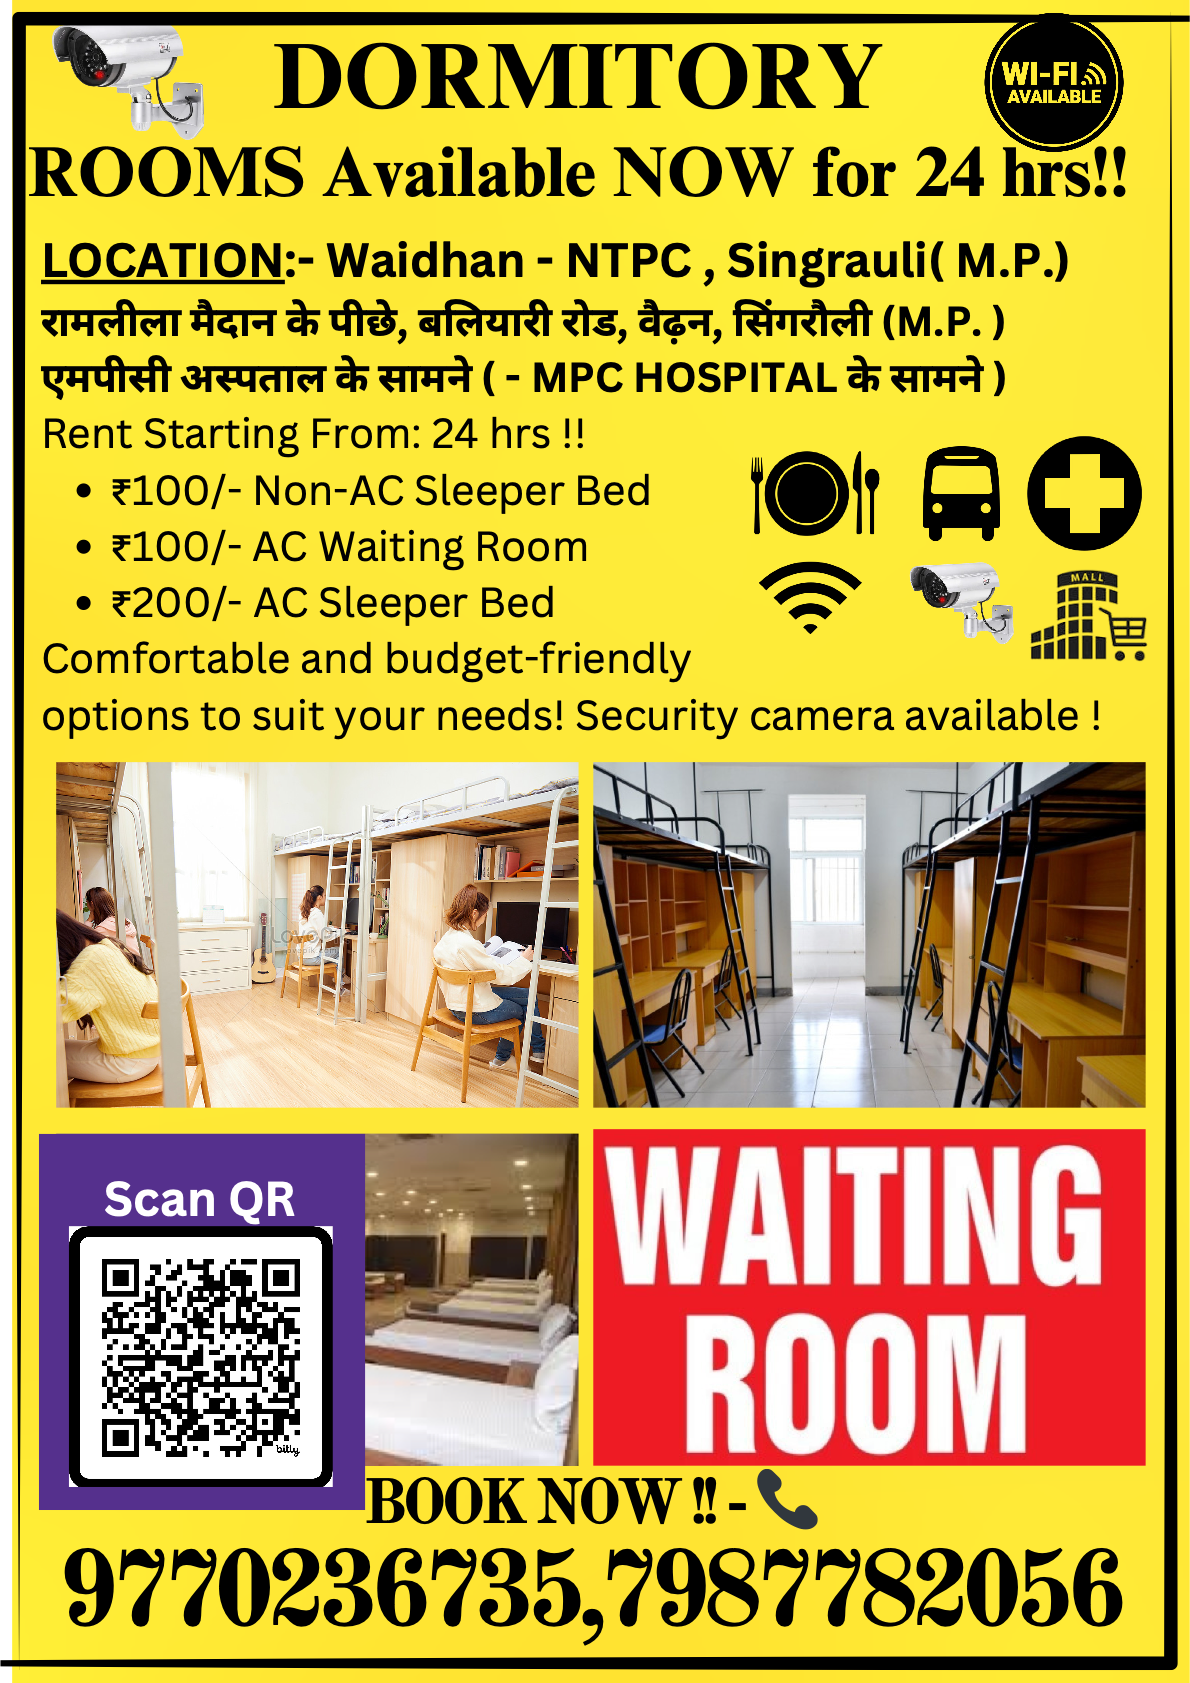 DORMITORY
WI-FI
AVAILABLE
ROOMS Available NOW for 24 hrs!!
LOCATION:- Waidhan - NTPC , Singrauli( M.P.)
रामलीला मैदान के पीछे, बलियारी रोड, वैढ़न, सिंगरौली (M.P. )
एमपीसी अस्पताल के सामने ( - MPC HOSPITAL के सामने )
Rent Starting From: 24 hrs !!
• ₹100/- Non-AC Sleeper Bed
• ₹100/- AC Waiting Room
• ₹200/- AC Sleeper Bed
MALL
Comfortable and budget-friendly
options to suit your needs! Security camera available !
Scan QR
bitly
WAITING
ROOM
BOOK NOW !! -
9770236735,7987782056